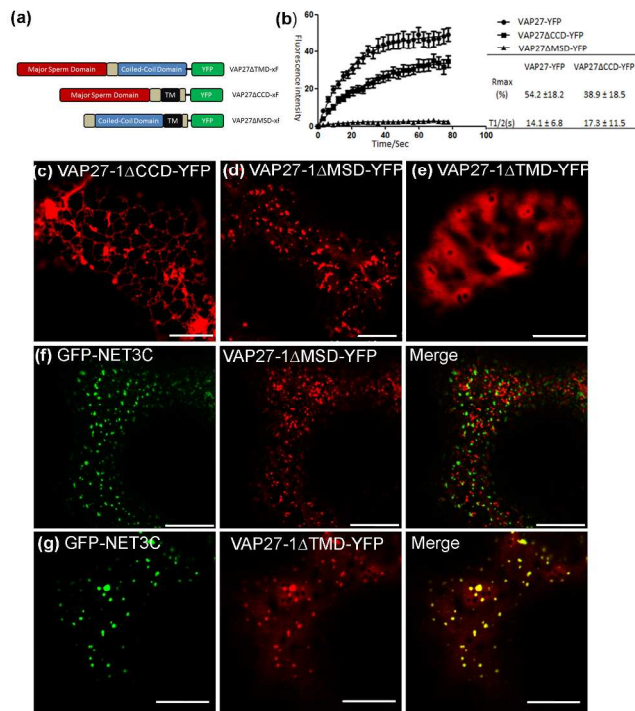 (a)
Major Sperm Domain Coiled-Coil Domain YFP VAP27ΔTMD-xF
Major Sperm Domain TM YFP VAP27ΔCCD-xF
Coiled-Coil Domain TM YFP VAP27ΔMSD-xF
(b)
Fluorescence intensity
60
40
20
0
0 20 40 60 80 100
Time/Sec
VAP27-YFP
VAP27ΔCCD-YFP
VAP27ΔMSD-YFP
VAP27-YFP VAP27ΔCCD-YFP
Rmax
(%) 54.2 ±18.2 38.9 ± 18.5
T1/2(s) 14.1 ± 6.8 17.3 ± 11.5
(c) VAP27-1ΔCCD-YFP
(d) VAP27-1ΔMSD-YFP
(e) VAP27-1ΔTMD-YFP
(f) GFP-NET3C VAP27-1ΔMSD-YFP Merge
(g) GFP-NET3C VAP27-1ΔTMD-YFP Merge